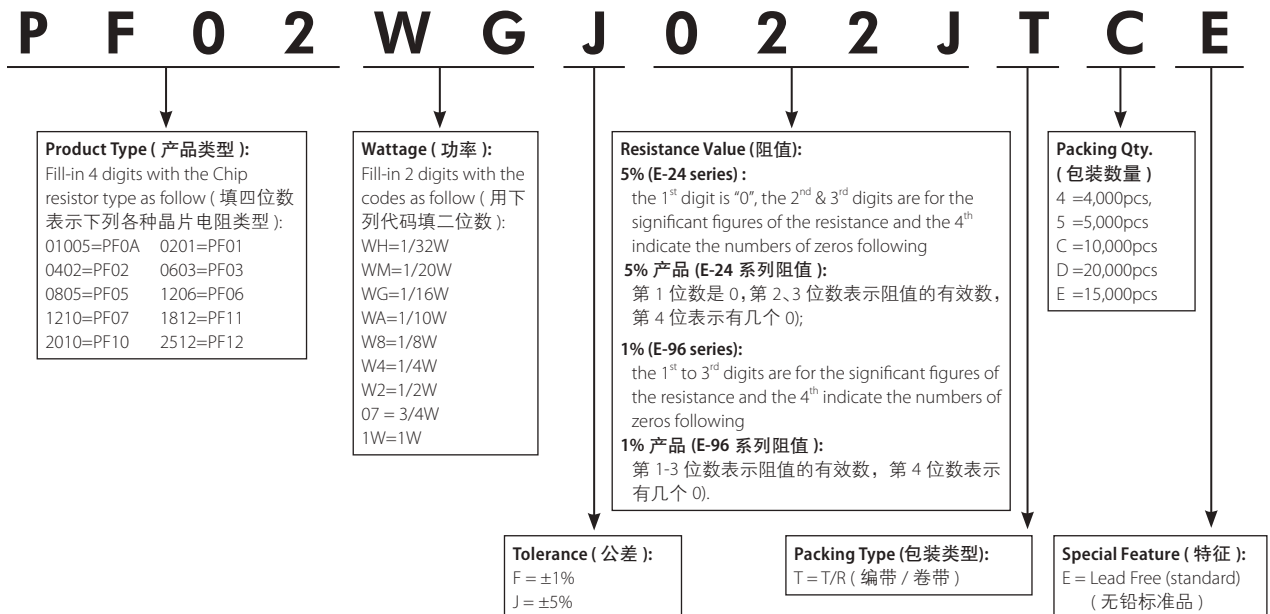 P F 0 2 W G J 0 2 2 J T C E
Product Type ( 产品类型 ):
Fill-in 4 digits with the Chip
resistor type as follow ( 填四位数
表示下列各种晶片电阻类型 ):
01005=PF0A 0201=PF01
0402=PF02 0603=PF03
0805=PF05 1206=PF06
1210=PF07 1812=PF11
2010=PF10 2512=PF12
Wattage ( 功率 ):
Fill-in 2 digits with the
codes as follow ( 用下
列代码填二位数 ):
WH=1/32W
WM=1/20W
WG=1/16W
WA=1/10W
W8=1/8W
W4=1/4W
W2=1/2W
07 = 3/4W
1W=1W
Resistance Value (阻值):
5% (E-24 series) :
the 1st digit is “0”, the 2nd & 3rd digits are for the
significant figures of the resistance and the 4th
indicate the numbers of zeros following
5% 产品 (E-24 系列阻值 ):
第 1 位数是 0，第 2、3 位数表示阻值的有效数，
第 4 位表示有几个 0);
1% (E-96 series):
the 1st to 3rd digits are for the significant figures of
the resistance and the 4th indicate the numbers of
zeros following
1% 产品 (E-96 系列阻值 ):
第 1-3 位数表示阻值的有效数，第 4 位数表示
有几个 0).
Packing Qty.
( 包装数量 )
4 =4,000pcs,
5 =5,000pcs
C =10,000pcs
D =20,000pcs
E =15,000pcs
Tolerance ( 公差 ):
F = ±1%
J = ±5%
Packing Type (包装类型):
T = T/R ( 编带 / 卷带 )
Special Feature ( 特征 ):
E = Lead Free (standard)
( 无铅标准品 )